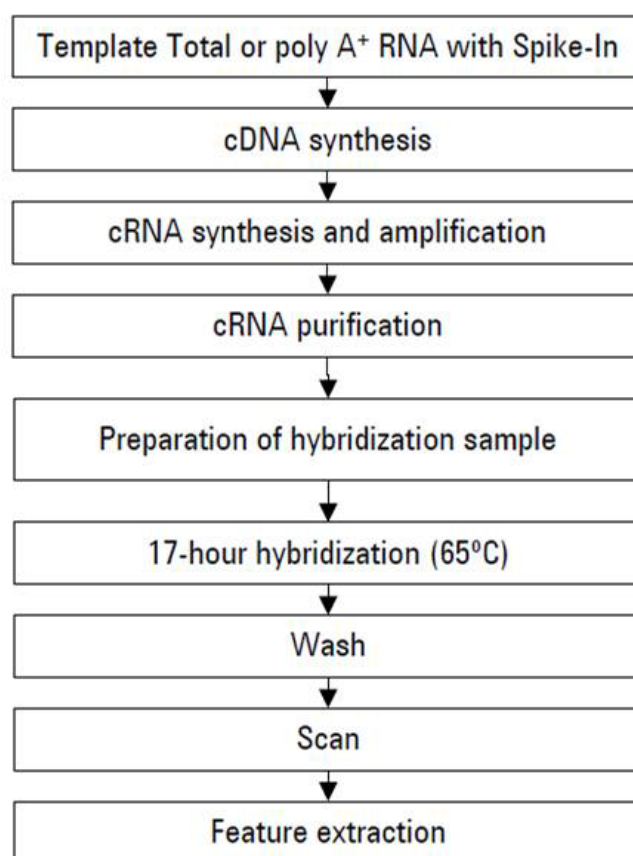 Template Total or poly A⁺ RNA with Spike-In
cDNA synthesis
cRNA synthesis and amplification
cRNA purification
Preparation of hybridization sample
17-hour hybridization (65ºC)
Wash
Scan
Feature extraction